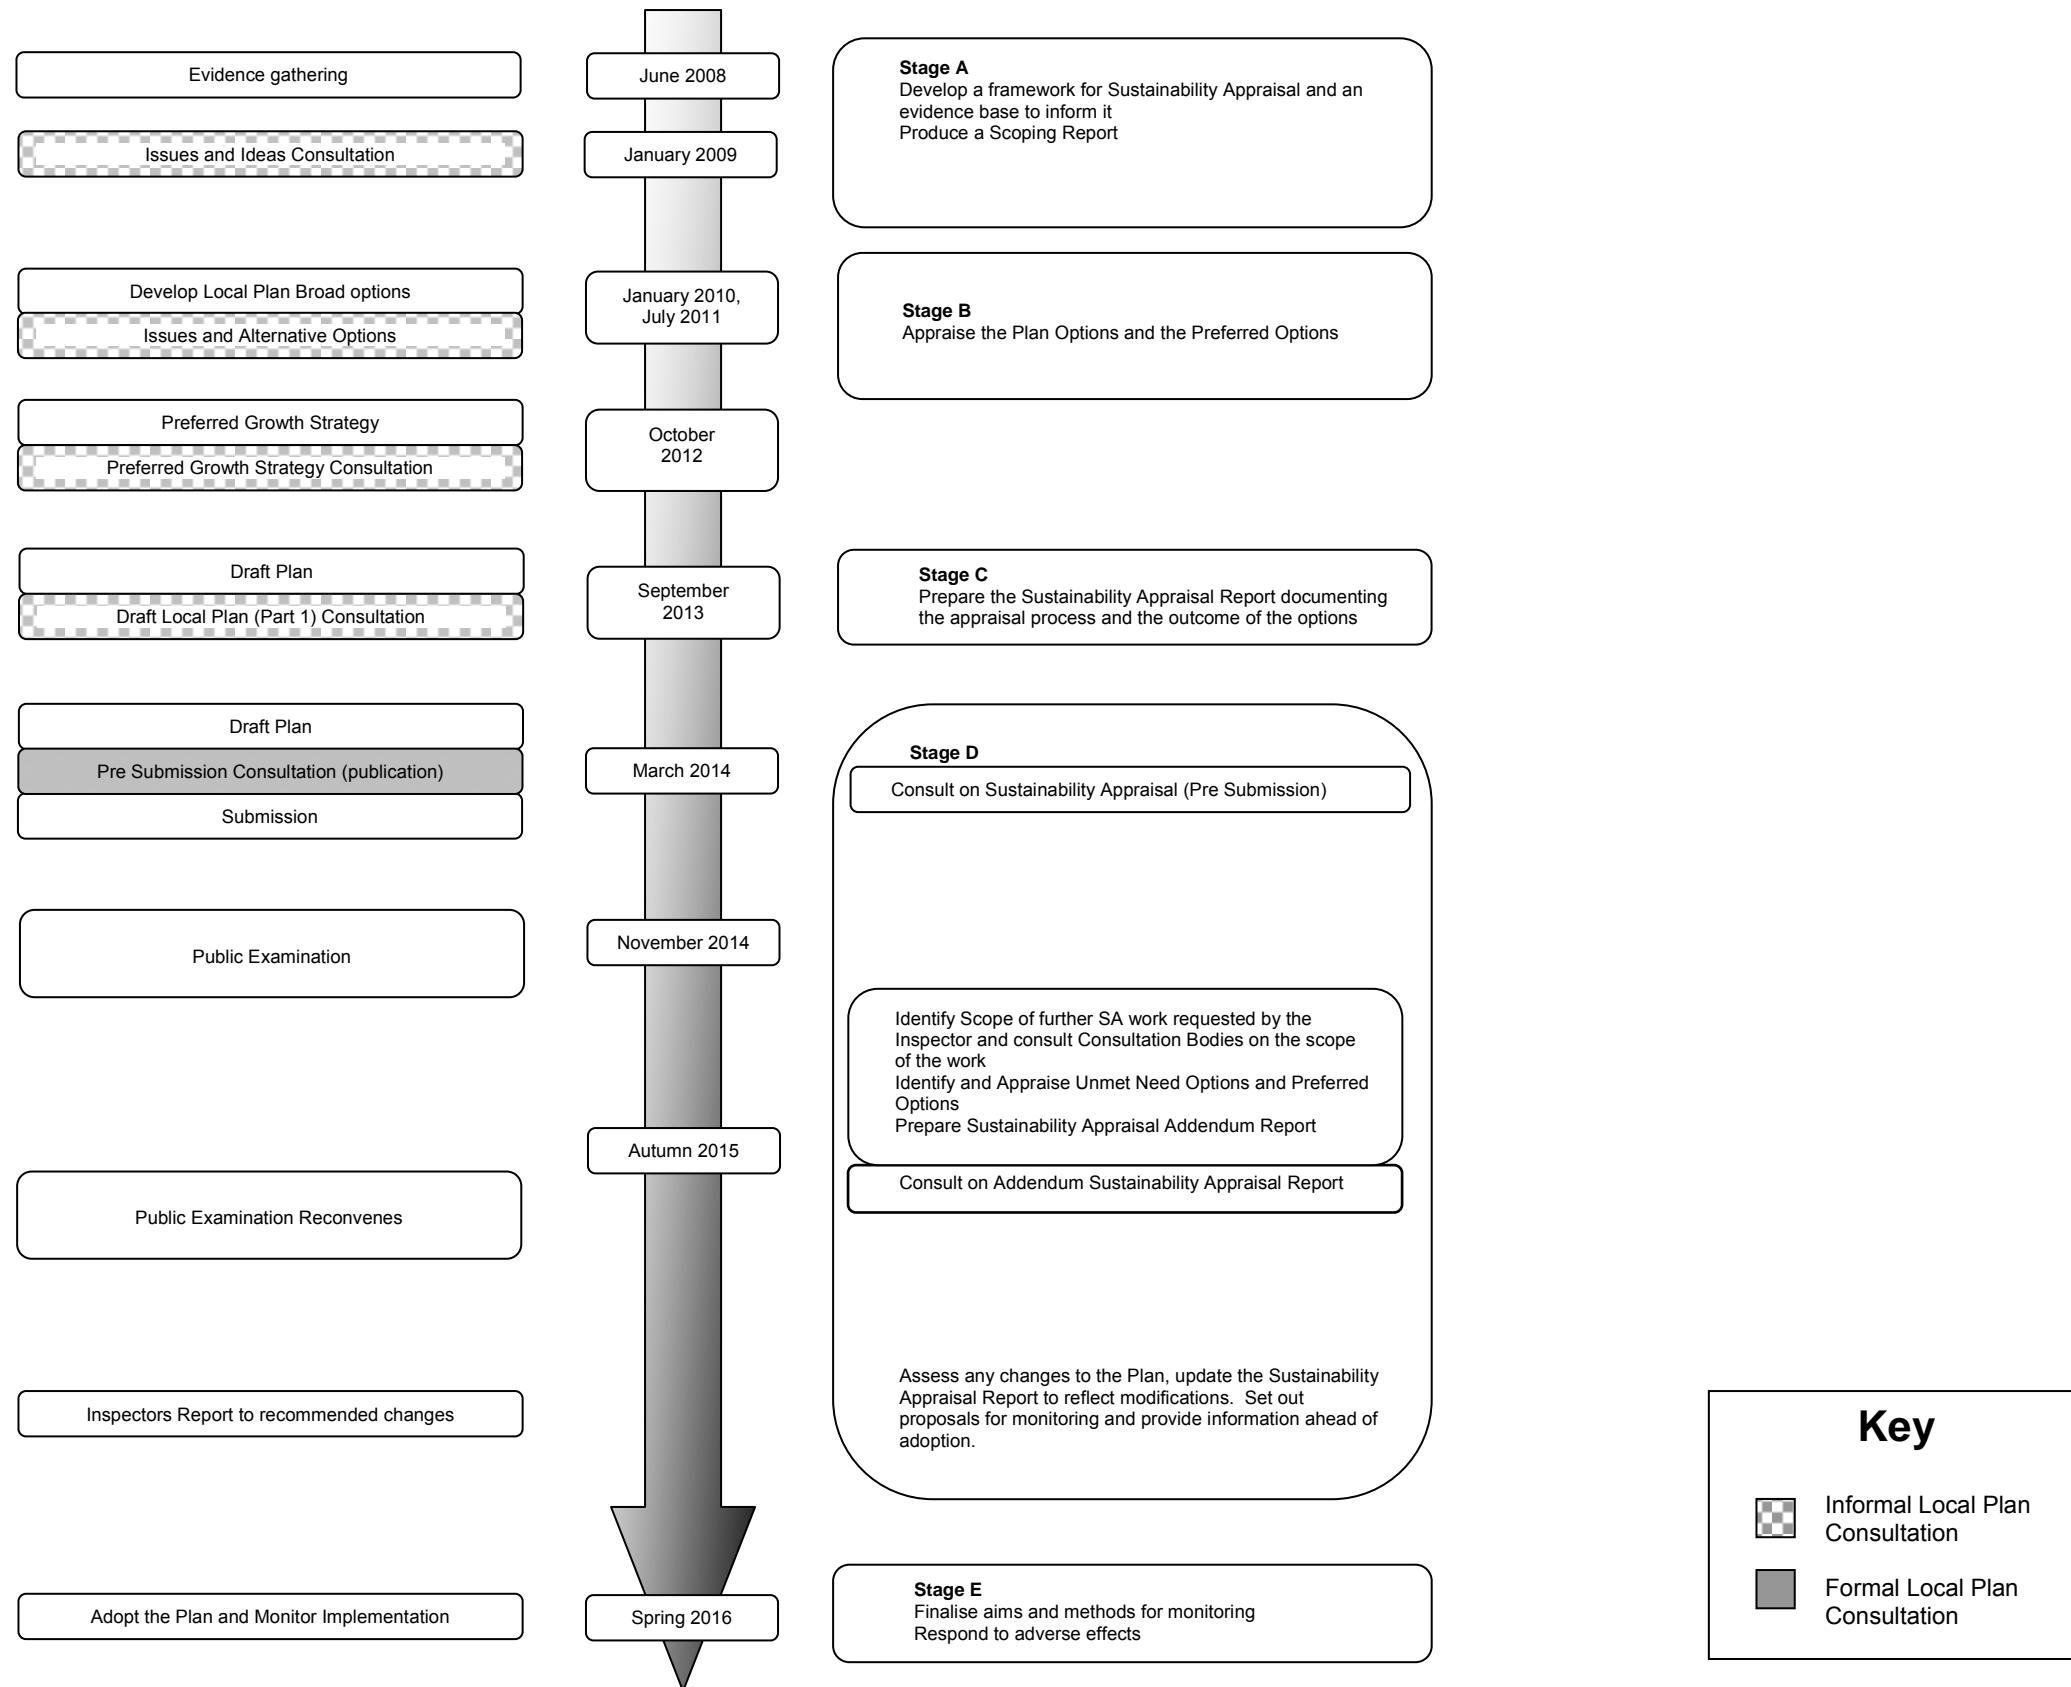 Evidence gathering
June 2008
Stage A
Develop a framework for Sustainability Appraisal and an
evidence base to inform it
Produce a Scoping Report
Issues and Ideas Consultation
January 2009
Develop Local Plan Broad options
Issues and Alternative Options
January 2010,
July 2011
Stage B
Appraise the Plan Options and the Preferred Options
Preferred Growth Strategy
Preferred Growth Strategy Consultation
October
2012
Draft Plan
Draft Local Plan (Part 1) Consultation
September
2013
Stage C
Prepare the Sustainability Appraisal Report documenting
the appraisal process and the outcome of the options
Draft Plan
Pre Submission Consultation (publication)
Submission
March 2014
Stage D
Consult on Sustainability Appraisal (Pre Submission)
Public Examination
November 2014
Identify Scope of further SA work requested by the
Inspector and consult Consultation Bodies on the scope
of the work
Identify and Appraise Unmet Need Options and Preferred
Options
Prepare Sustainability Appraisal Addendum Report
Autumn 2015
Consult on Addendum Sustainability Appraisal Report
Public Examination Reconvenes
Assess any changes to the Plan, update the Sustainability
Appraisal Report to reflect modifications.  Set out
proposals for monitoring and provide information ahead of
adoption.
Inspectors Report to recommended changes
Adopt the Plan and Monitor Implementation
Spring 2016
Stage E
Finalise aims and methods for monitoring
Respond to adverse effects
Key
Informal Local Plan
Consultation
Formal Local Plan
Consultation